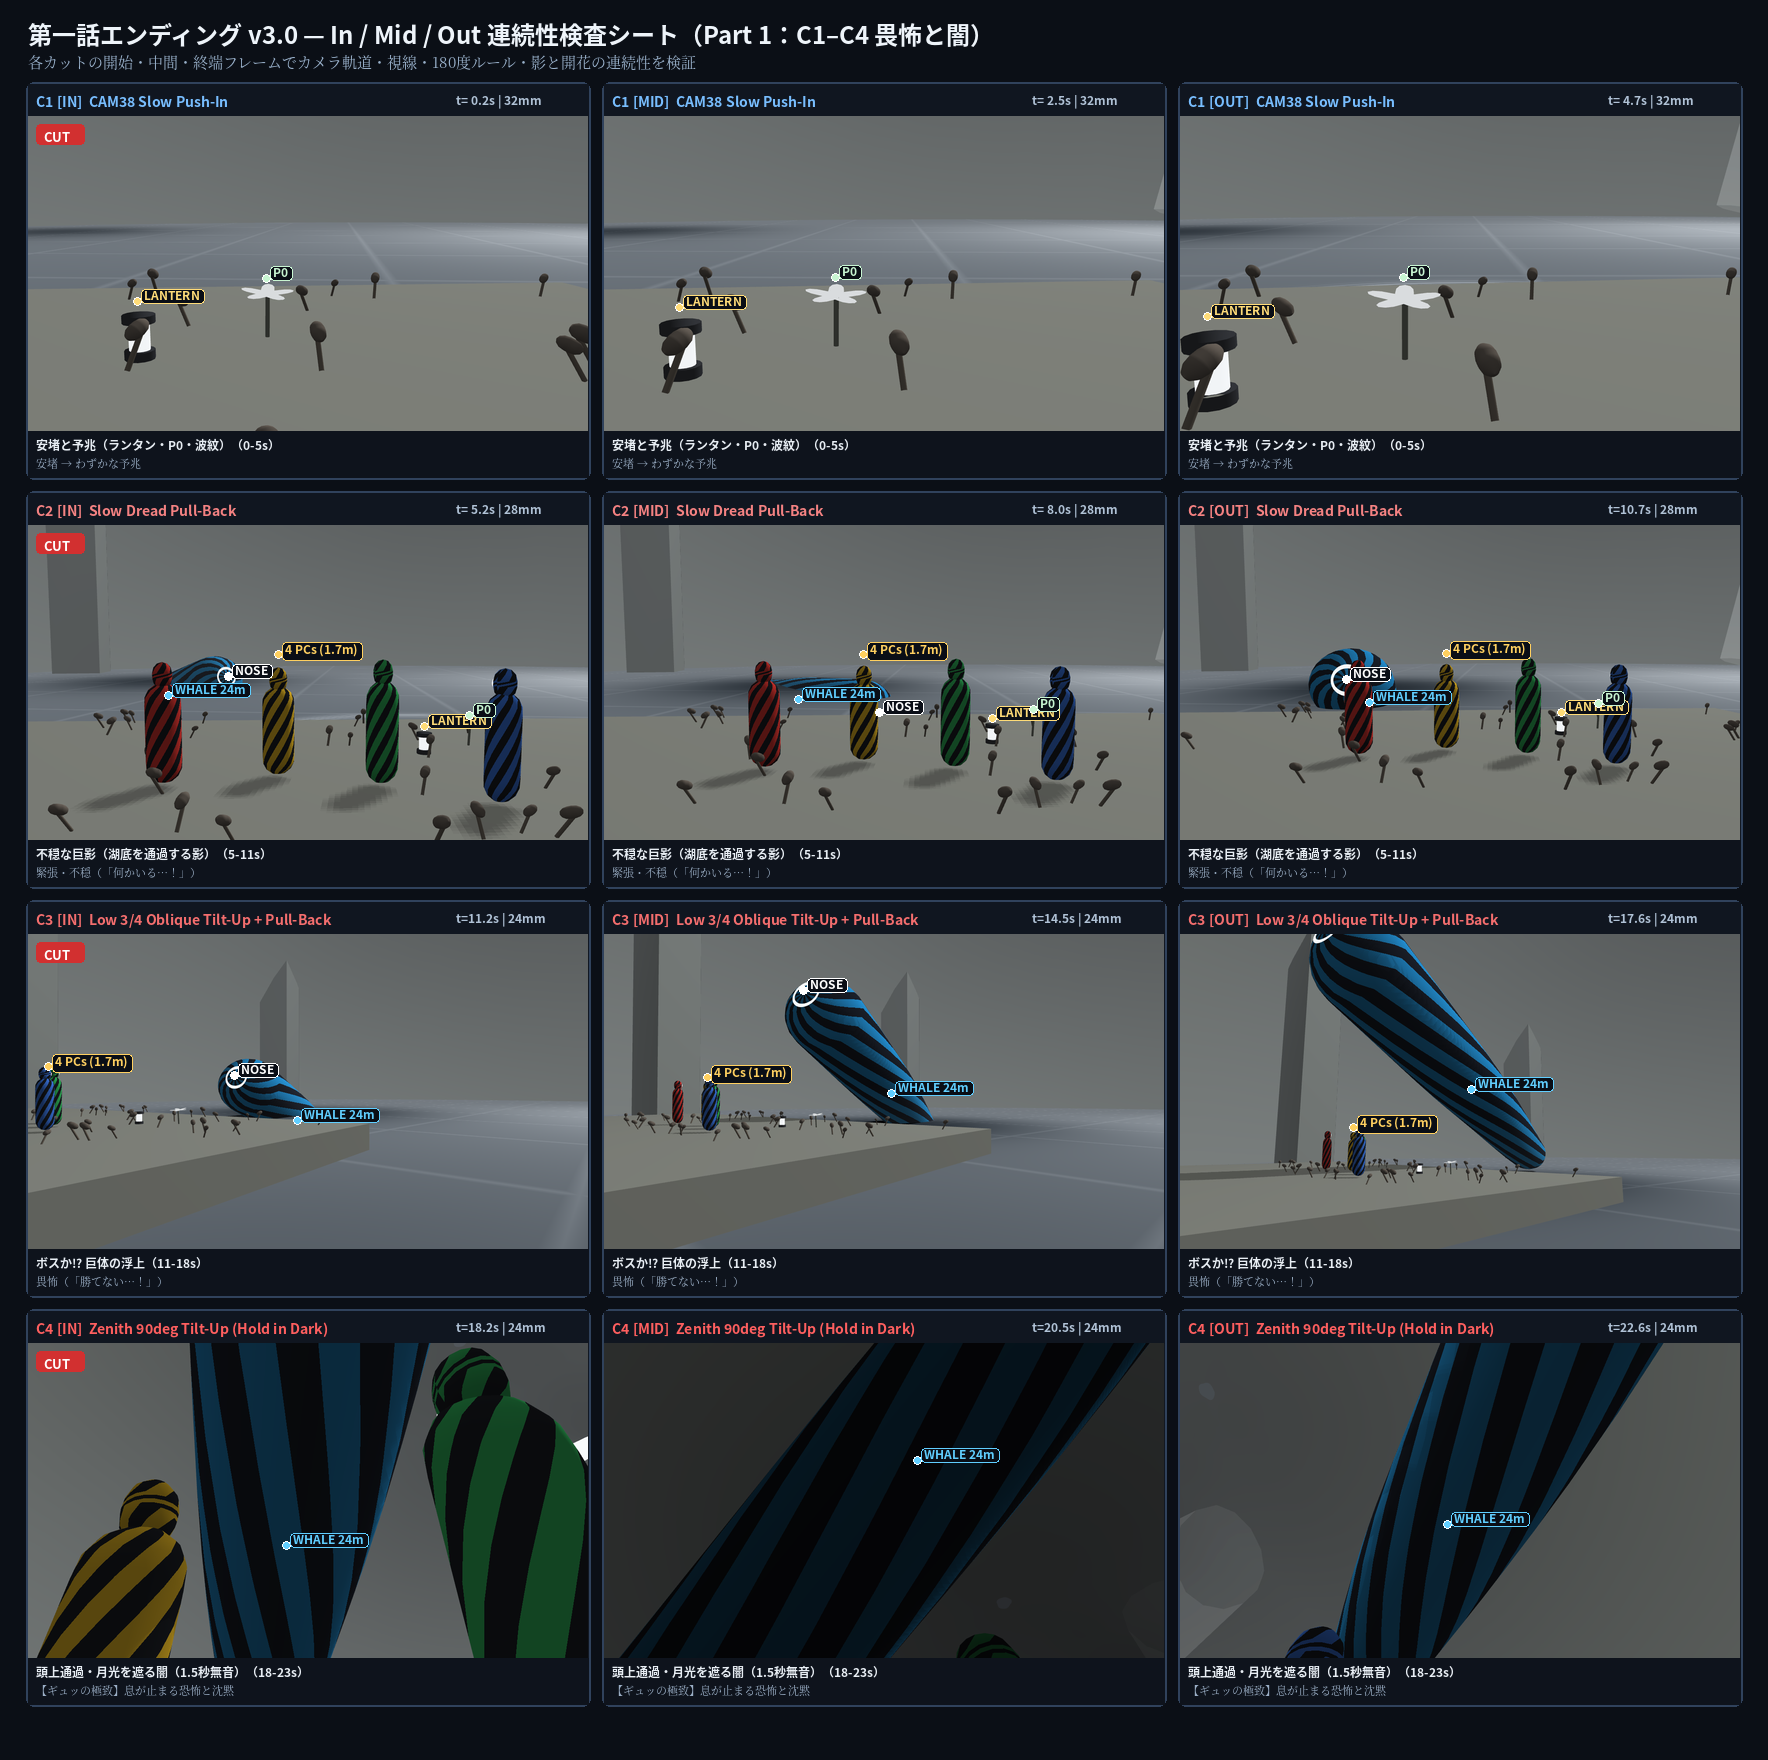 第一話エンディング v3.0 — In / Mid / Out 連続性検査シート（Part 1：C1–C4 畏怖と闇）
各カットの開始・中間・終端フレームでカメラ軌道・視線・180度ルール・影と開花の連続性を検証
C1 [IN] CAM38 Slow Push-In t= 0.2s | 32mm
CUT
P0
LANTERN
安堵と予兆（ランタン・P0・波紋）（0-5s）
安堵 → わずかな予兆
C1 [MID] CAM38 Slow Push-In t= 2.5s | 32mm
P0
LANTERN
安堵と予兆（ランタン・P0・波紋）（0-5s）
安堵 → わずかな予兆
C1 [OUT] CAM38 Slow Push-In t= 4.7s | 32mm
P0
LANTERN
安堵と予兆（ランタン・P0・波紋）（0-5s）
安堵 → わずかな予兆
C2 [IN] Slow Dread Pull-Back t= 5.2s | 28mm
CUT
4 PCs (1.7m)
NOSE
WHALE 24m
P0
LANTERN
不穏な巨影（湖底を通過する影）（5-11s）
緊張・不穏（「何かいる…！」）
C2 [MID] Slow Dread Pull-Back t= 8.0s | 28mm
4 PCs (1.7m)
WHALE 24m
NOSE
P0
LANTERN
不穏な巨影（湖底を通過する影）（5-11s）
緊張・不穏（「何かいる…！」）
C2 [OUT] Slow Dread Pull-Back t=10.7s | 28mm
4 PCs (1.7m)
NOSE
WHALE 24m
P0
LANTERN
不穏な巨影（湖底を通過する影）（5-11s）
緊張・不穏（「何かいる…！」）
C3 [IN] Low 3/4 Oblique Tilt-Up + Pull-Back t=11.2s | 24mm
CUT
4 PCs (1.7m)
NOSE
WHALE 24m
ボスか!? 巨体の浮上（11-18s）
畏怖（「勝てない…！」）
C3 [MID] Low 3/4 Oblique Tilt-Up + Pull-Back t=14.5s | 24mm
NOSE
4 PCs (1.7m)
WHALE 24m
ボスか!? 巨体の浮上（11-18s）
畏怖（「勝てない…！」）
C3 [OUT] Low 3/4 Oblique Tilt-Up + Pull-Back t=17.6s | 24mm
WHALE 24m
4 PCs (1.7m)
ボスか!? 巨体の浮上（11-18s）
畏怖（「勝てない…！」）
C4 [IN] Zenith 90deg Tilt-Up (Hold in Dark) t=18.2s | 24mm
CUT
WHALE 24m
頭上通過・月光を遮る闇（1.5秒無音）（18-23s）
【ギュッの極致】息が止まる恐怖と沈黙
C4 [MID] Zenith 90deg Tilt-Up (Hold in Dark) t=20.5s | 24mm
WHALE 24m
頭上通過・月光を遮る闇（1.5秒無音）（18-23s）
【ギュッの極致】息が止まる恐怖と沈黙
C4 [OUT] Zenith 90deg Tilt-Up (Hold in Dark) t=22.6s | 24mm
WHALE 24m
頭上通過・月光を遮る闇（1.5秒無音）（18-23s）
【ギュッの極致】息が止まる恐怖と沈黙